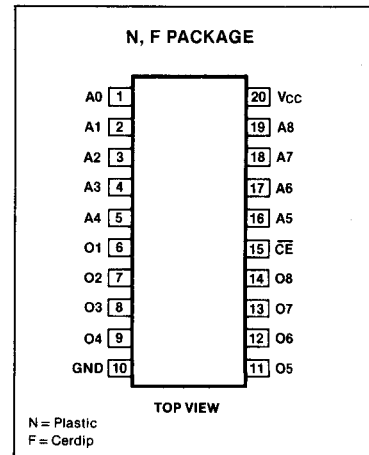 N, F PACKAGE
A0 1 20 VCC
A1 2 19 A8
A2 3 18 A7
A3 4 17 A6
A4 5 16 A5
O1 6 15 C̅E̅
O2 7 14 O8
O3 8 13 O7
O4 9 12 O6
GND 10 11 O5
TOP VIEW
N = Plastic
F = Cerdip